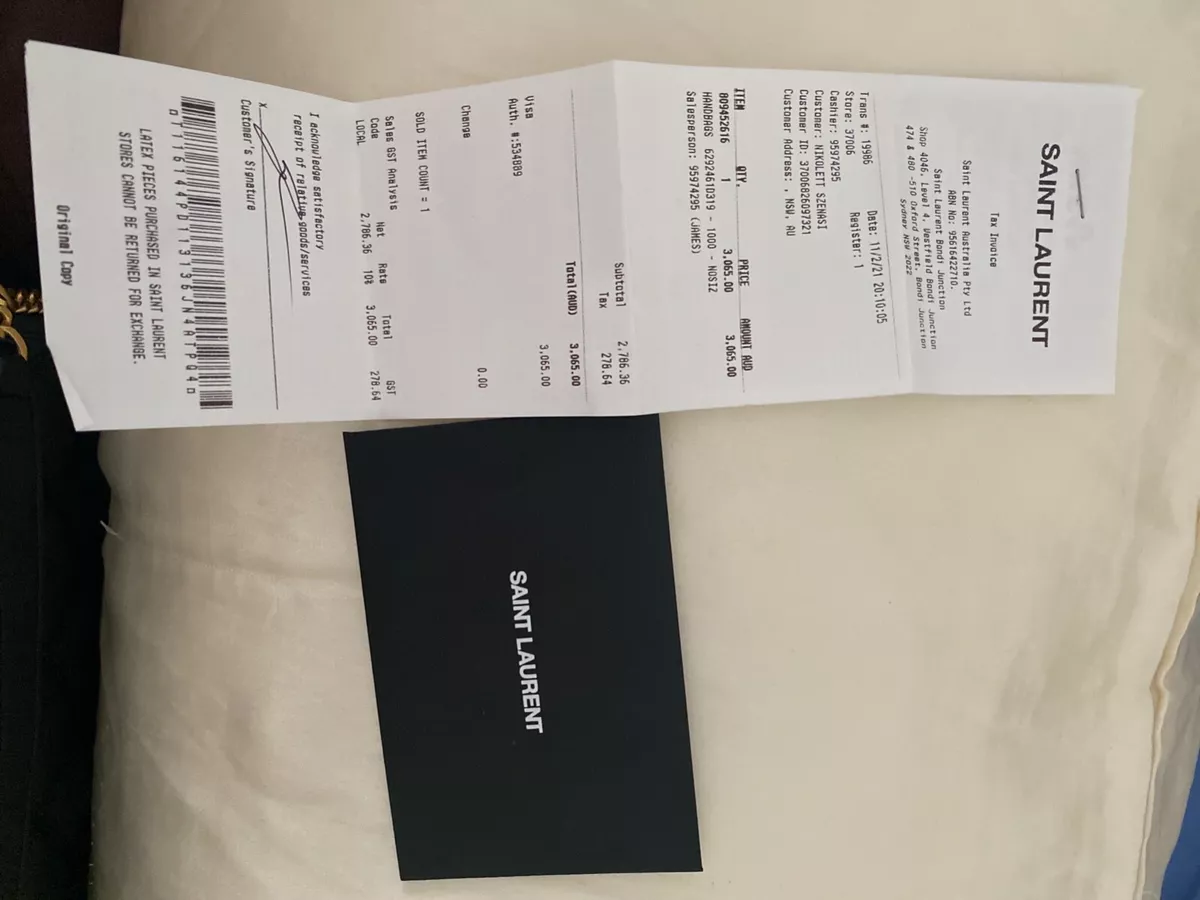 SAINT LAURENT
Tax Invoice
Saint Laurent Australia Pty Ltd
ABN No: 95616422710.
Saint Laurent Bondi Junction
Shop 4046, Level 4, Westfield Bondi Junction
474 & 480 -510 Oxford Street, Bondi Junction
Sydney NSW 2022
Trans #: 19986 Date: 11/2/21 20:10:05
Store: 37006 Register: 1
Cashier: 95974295
Customer: NIKOLETT SZENASI
Customer ID: 37006826097321
Customer Address: , NSW, AU
ITEM QTY. PRICE AMOUNT AUD
809452616 1 3,065.00 3,065.00
HANDBAGS 6292461D319 - 1000 - NOSIZ
Salesperson: 95974295 (JAMES)
Subtotal 2,786.36
Tax 278.64
Total(AUD) 3,065.00
Visa 3,065.00
Auth. #:534889
Change 0.00
SOLD ITEM COUNT = 1
Sales GST Analysis
Code Net Rate Total GST
LOCAL 2,786.36 10% 3,065.00 278.64
I acknowledge satisfactory
receipt of relative goods/services
X
Customer's Signature
LATEX PIECES PURCHASED IN SAINT LAURENT
STORES CANNOT BE RETURNED FOR EXCHANGE.
Original Copy
SAINT LAURENT